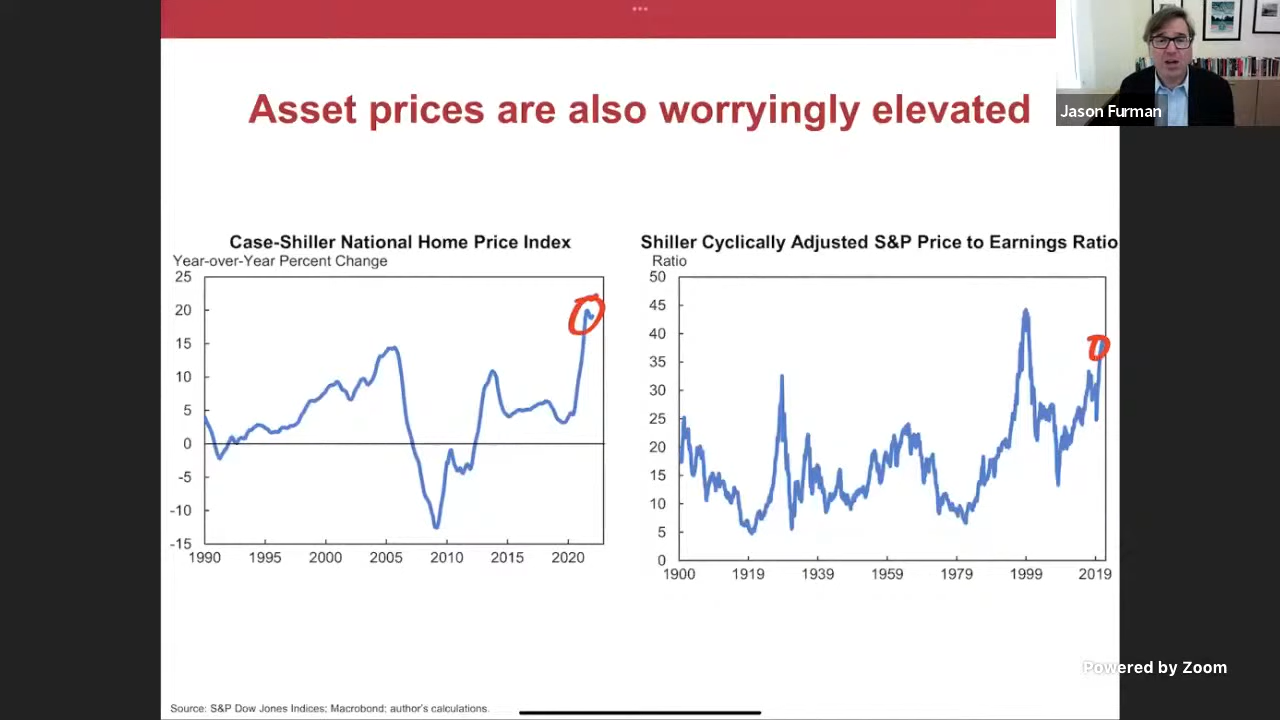 Asset prices are also worryingly elevated
Jason Furman
Case-Shiller National Home Price Index
Year-over-Year Percent Change
25
20
15
10
5
0
-5
-10
-15
1990 1995 2000 2005 2010 2015 2020
Shiller Cyclically Adjusted S&P Price to Earnings Ratio
Ratio
50
45
40
35
30
25
20
15
10
5
0
1900 1919 1939 1959 1979 1999 2019
Powered by Zoom
Source: S&P Dow Jones Indices; Macrobond; author's calculations.